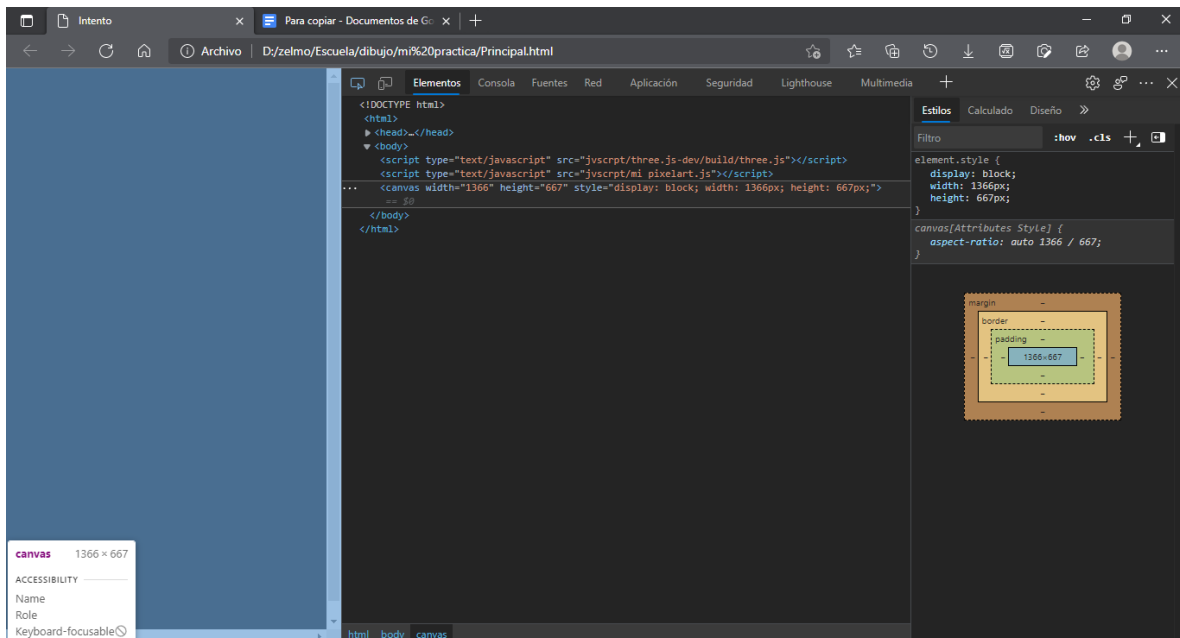 Intento
Para copiar - Documentos de Go
Archivo
D:/zelmo/Escuela/dibujo/mi%20practica/Principal.html
Elementos Consola Fuentes Red Aplicación Seguridad Lighthouse Multimedia
<!DOCTYPE html>
<html>
<head>…</head>
<body>
<script type="text/javascript" src="jvscrpt/three.js-dev/build/three.js"></script>
<script type="text/javascript" src="jvscrpt/mi pixelart.js"></script>
<canvas width="1366" height="667" style="display: block; width: 1366px; height: 667px;">
== $0
</body>
</html>
html body canvas
Estilos Calculado Diseño
Filtro :hov .cls
element.style {
display: block;
width: 1366px;
height: 667px;
}
canvas[Attributes Style] {
aspect-ratio: auto 1366 / 667;
}
margin –
border –
padding –
– – – 1366×667 – – –
–
–
–
canvas 1366 × 667
ACCESSIBILITY
Name
Role
Keyboard-focusable